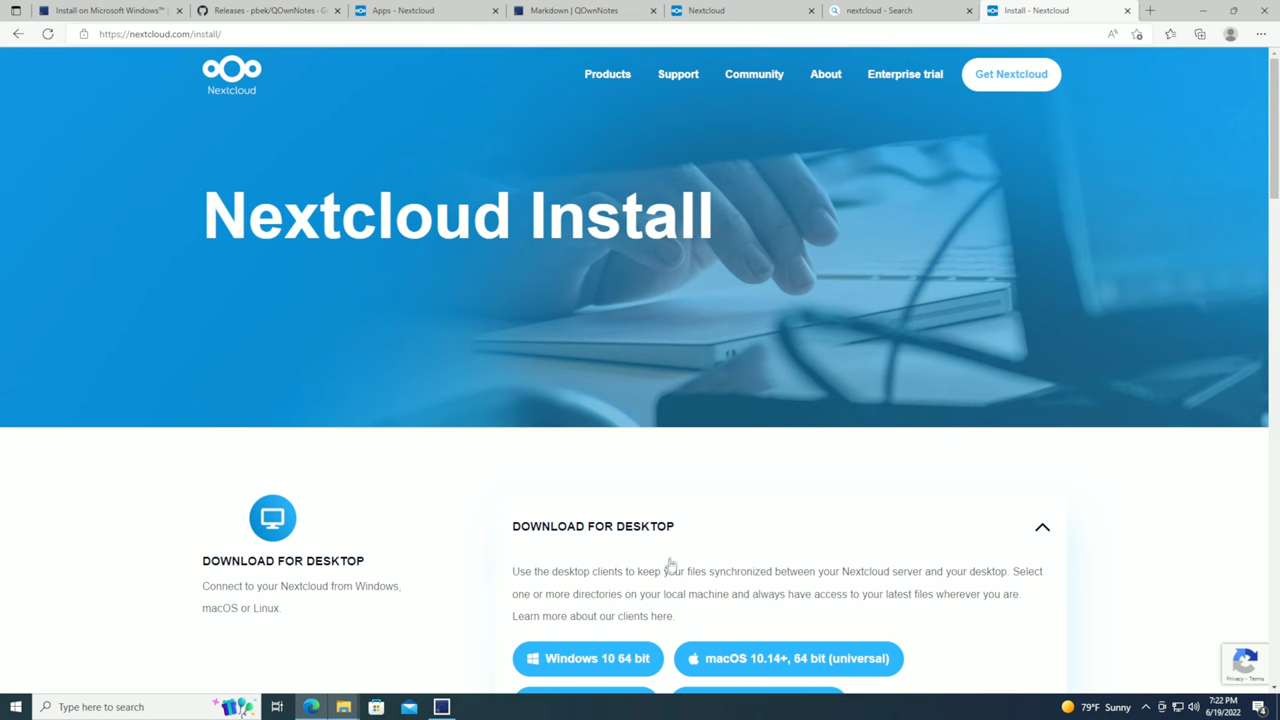 Install on Microsoft Windows™ |
Releases · pbek/QOwnNotes · G
Apps - Nextcloud
Markdown | QOwnNotes
Nextcloud
nextcloud - Search
Install - Nextcloud
https://nextcloud.com/install/
Nextcloud
Products
Support
Community
About
Enterprise trial
Get Nextcloud
Nextcloud Install
DOWNLOAD FOR DESKTOP
Connect to your Nextcloud from Windows,
macOS or Linux.
DOWNLOAD FOR DESKTOP
Use the desktop clients to keep your files synchronized between your Nextcloud server and your desktop. Select
one or more directories on your local machine and always have access to your latest files wherever you are.
Learn more about our clients here.
Windows 10 64 bit
macOS 10.14+, 64 bit (universal)
Privacy - Terms
Type here to search
79°F Sunny
7:22 PM
6/19/2022
4